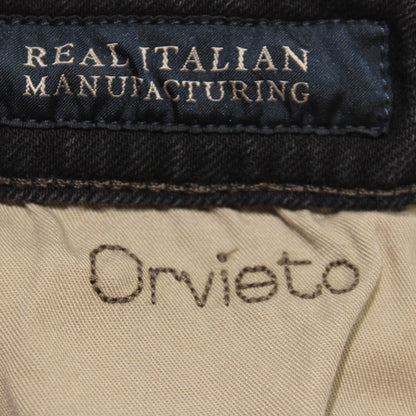 REAL ITALIAN
MANUFACTURING
Orvieto